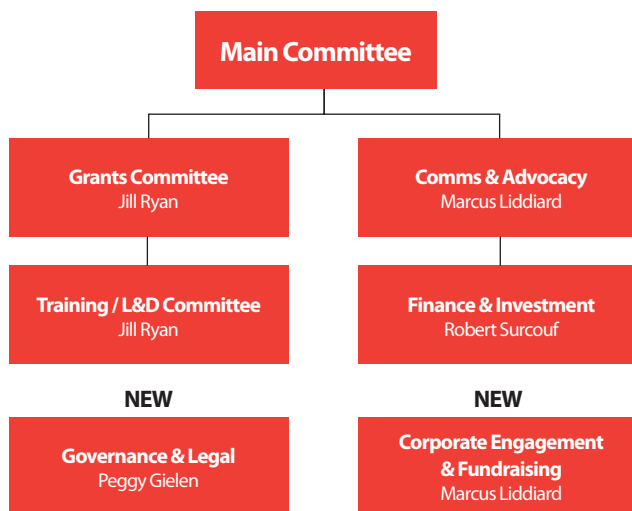 Main Committee
Grants Committee
Jill Ryan
Comms & Advocacy
Marcus Liddiard
Training / L&D Committee
Jill Ryan
Finance & Investment
Robert Surcouf
NEW
NEW
Governance & Legal
Peggy Gielen
Corporate Engagement
& Fundraising
Marcus Liddiard